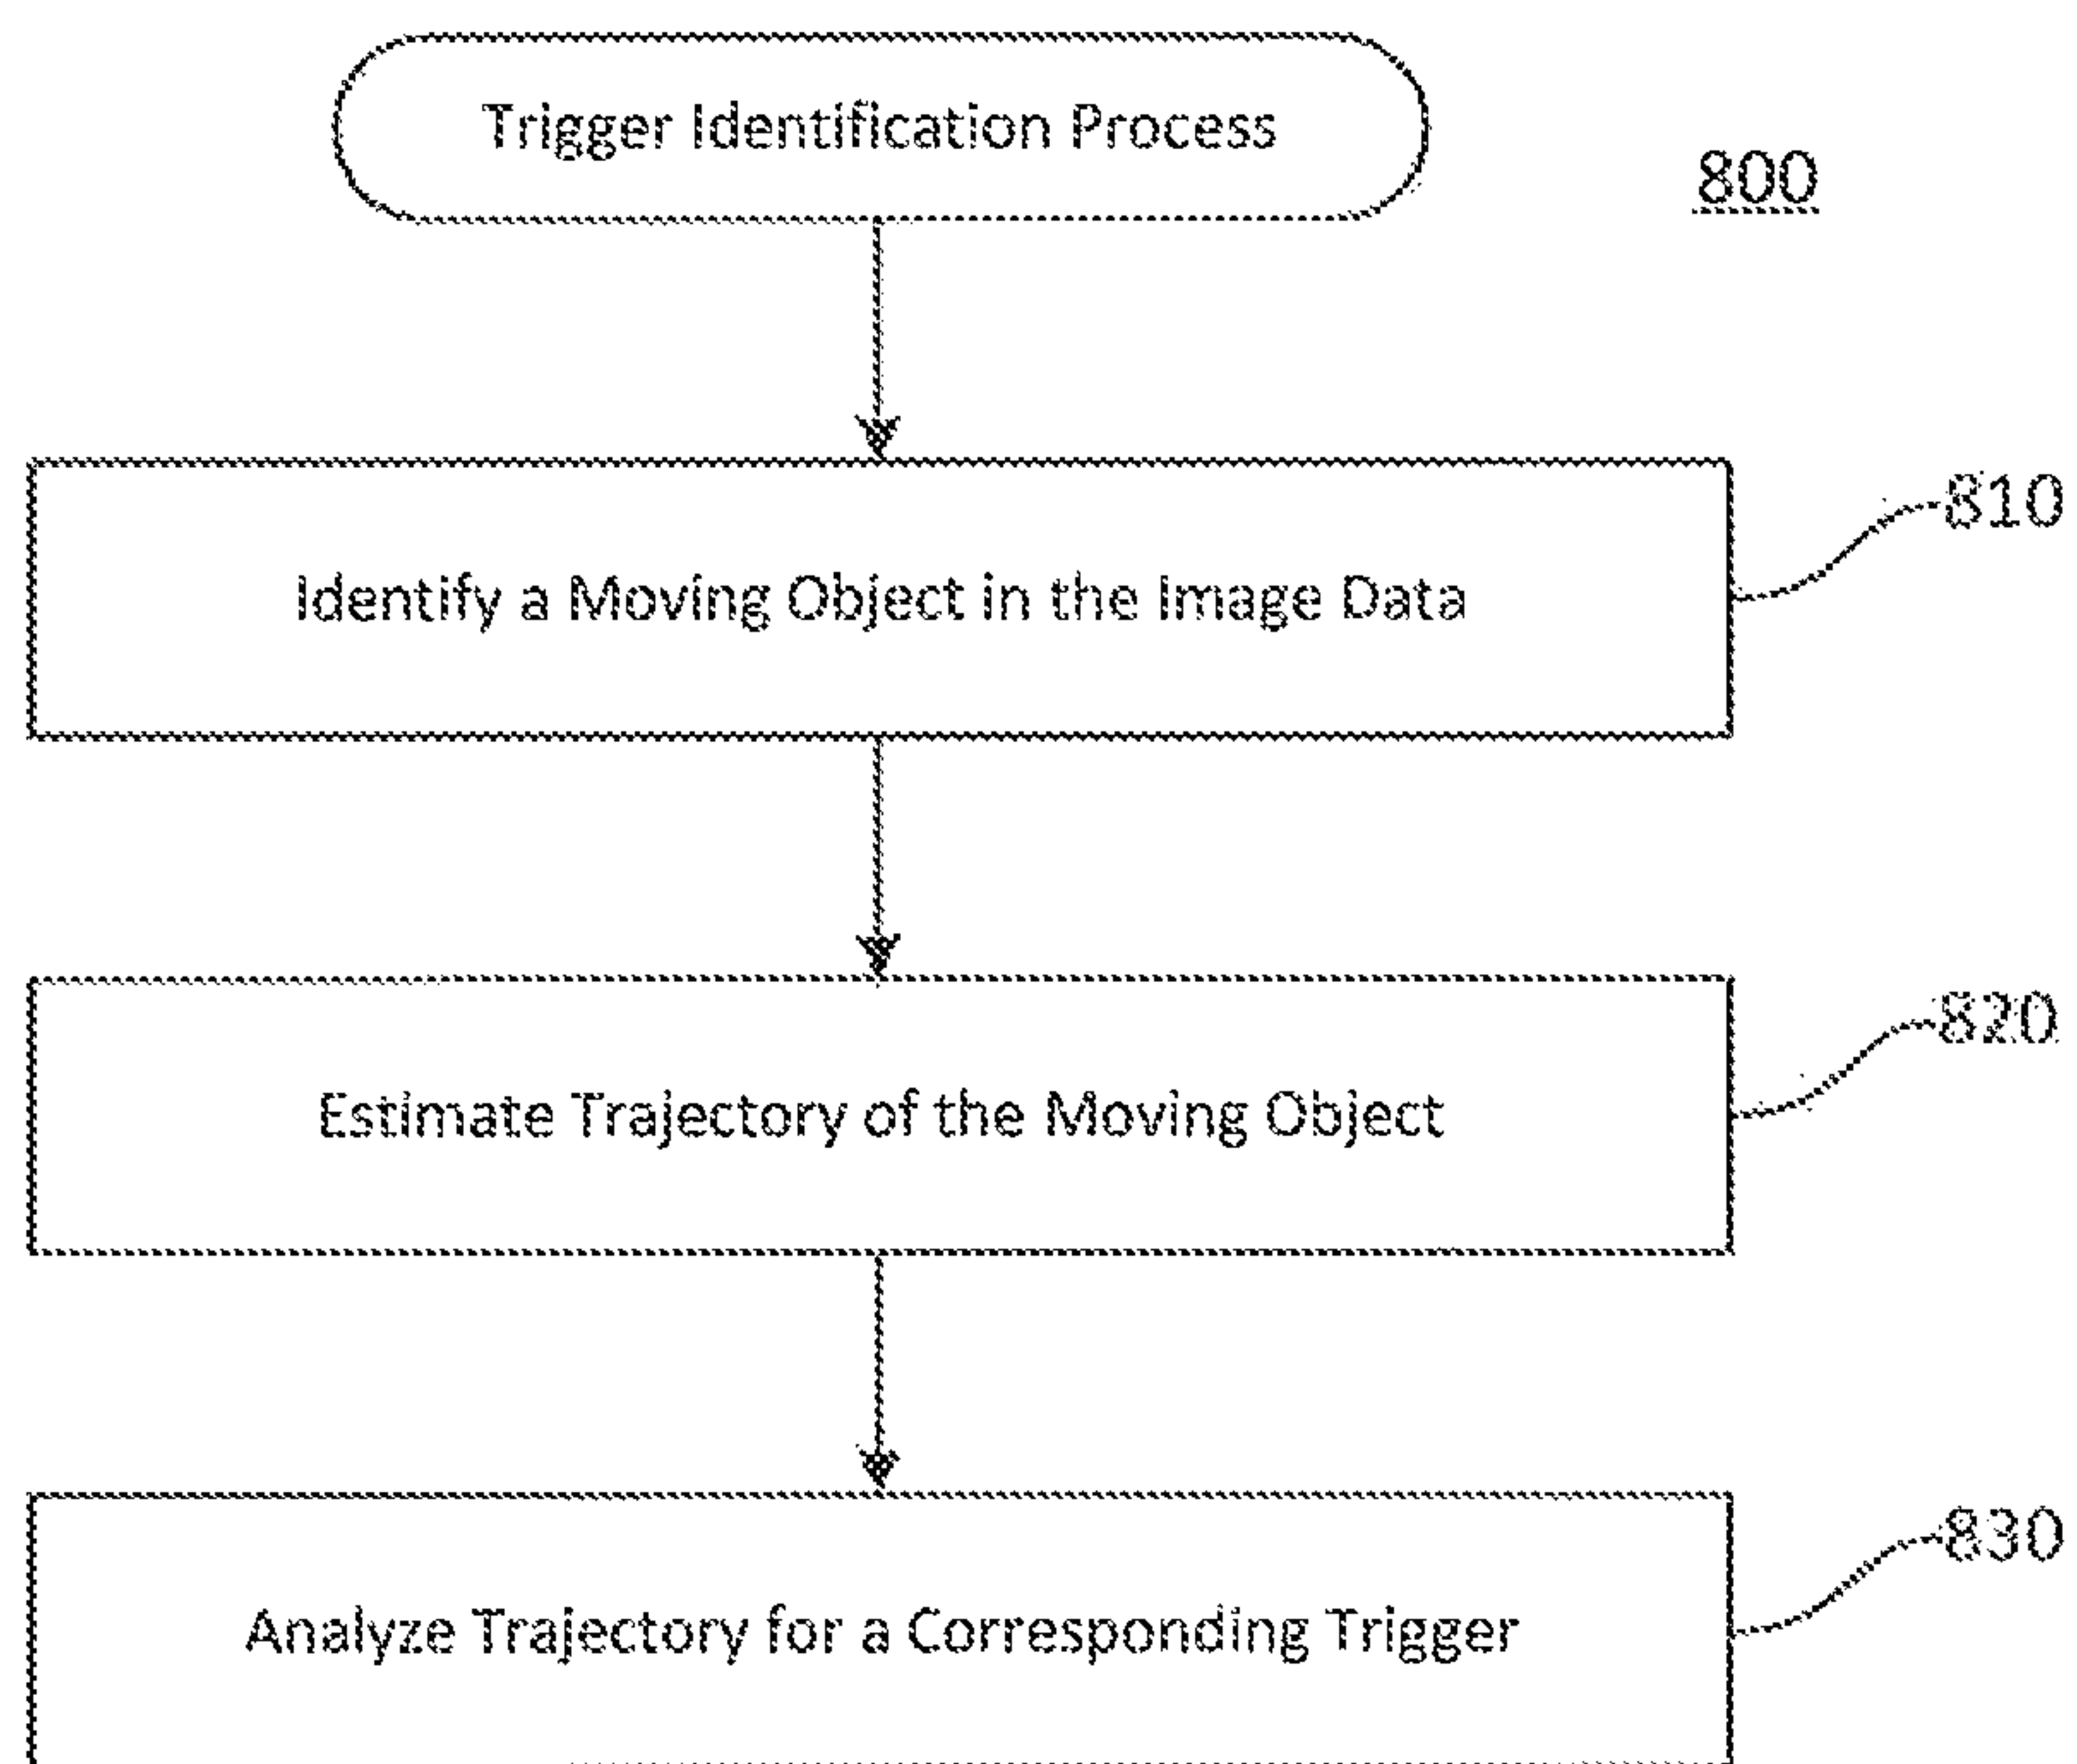 Trigger Identification Process
800
810
Identify a Moving Object in the Image Data
820
Estimate Trajectory of the Moving Object
830
Analyze Trajectory for a Corresponding Trigger